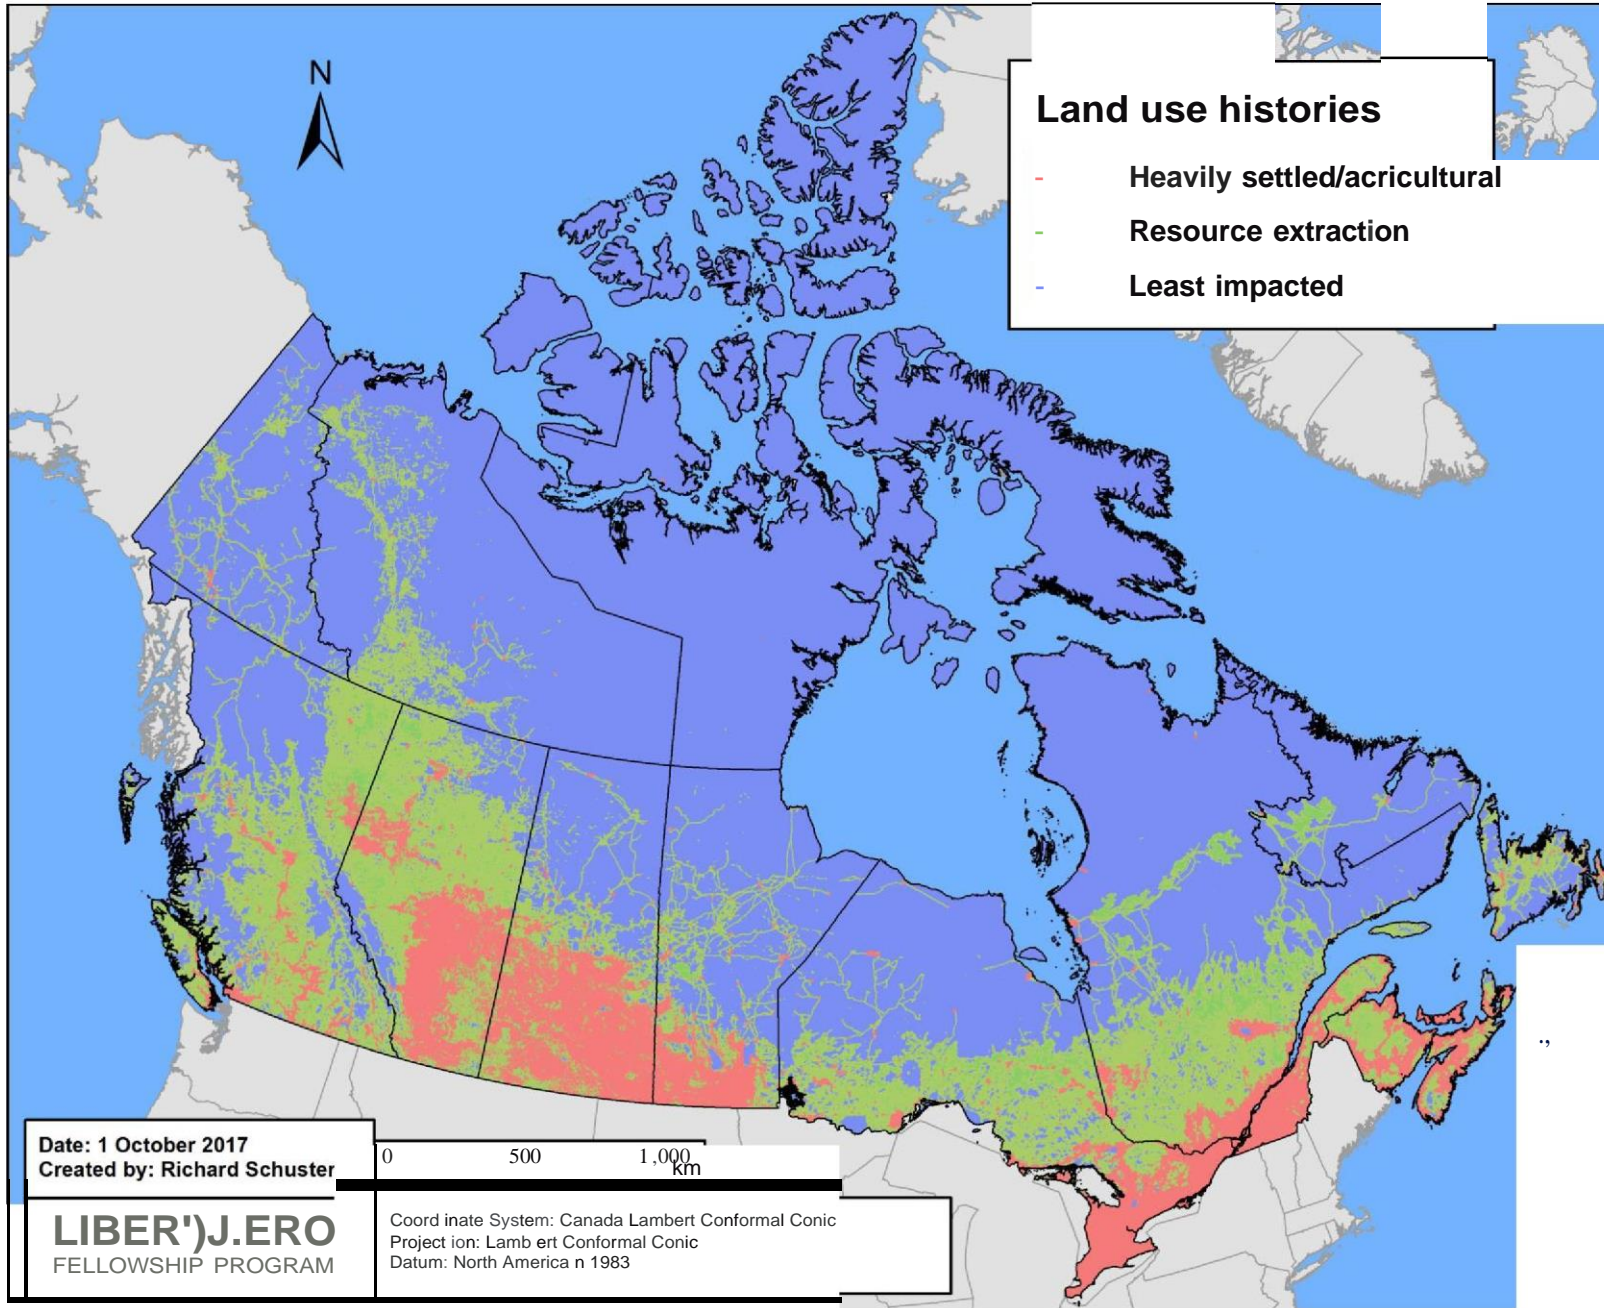 N
Land use histories
- Heavily settled/acricultural
- Resource extraction
- Least impacted
.,
Date: 1 October 2017
Created by: Richard Schuster
0 500 1,000
km
LIBER')J.ERO
FELLOWSHIP PROGRAM
Coord inate System: Canada Lambert Conformal Conic
Project ion: Lamb ert Conformal Conic
Datum: North America n 1983